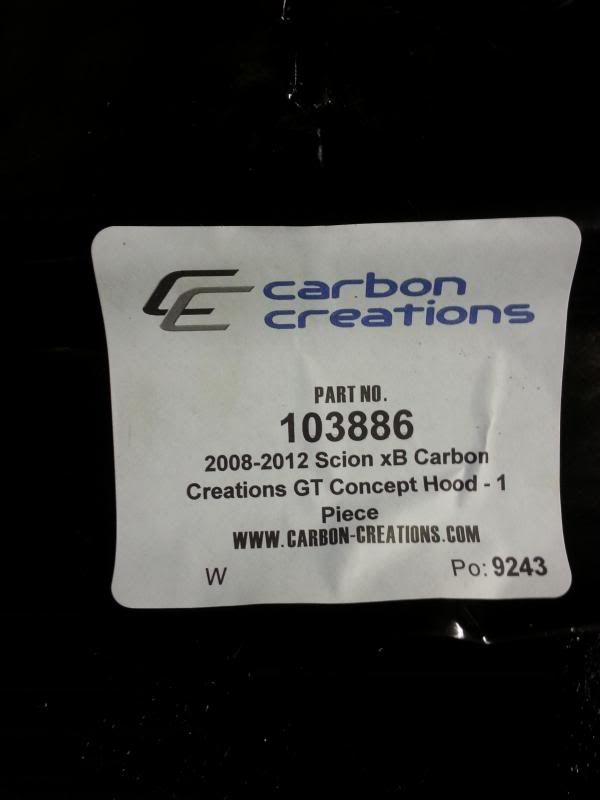 carbon
creations
PART NO.
103886
2008-2012 Scion xB Carbon
Creations GT Concept Hood - 1
Piece
WWW.CARBON-CREATIONS.COM
W Po: 9243